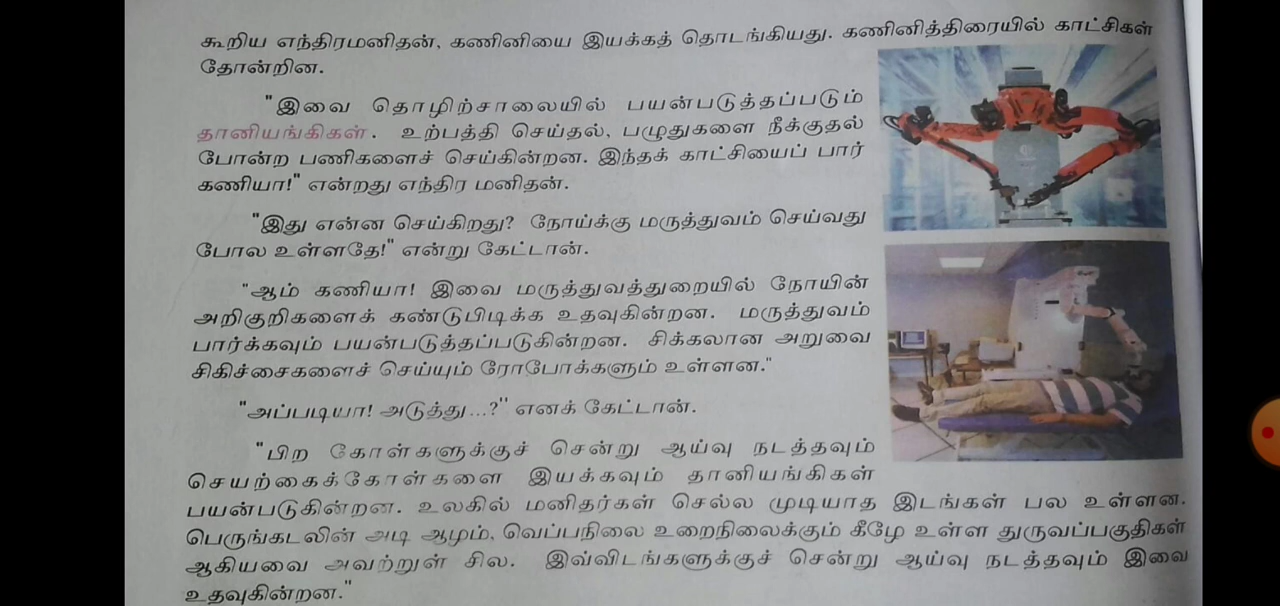 கூறிய எந்திரமனிதன், கணினியை இயக்கத் தொடங்கியது. கணினித்திரையில் காட்சிகள்
தோன்றின.
"இவை தொழிற்சாலையில் பயன்படுத்தப்படும்
தானியங்கிகள். உற்பத்தி செய்தல், பழுதுகளை நீக்குதல்
போன்ற பணிகளைச் செய்கின்றன. இந்தக் காட்சியைப் பார்
கணியா!" என்றது எந்திர மனிதன்.
"இது என்ன செய்கிறது? நோய்க்கு மருத்துவம் செய்வது
போல உள்ளதே!" என்று கேட்டான்.
"ஆம் கணியா! இவை மருத்துவத்துறையில் நோயின்
அறிகுறிகளைக் கண்டுபிடிக்க உதவுகின்றன. மருத்துவம்
பார்க்கவும் பயன்படுத்தப்படுகின்றன. சிக்கலான அறுவை
சிகிச்சைகளைச் செய்யும் ரோபோக்களும் உள்ளன."
"அப்படியா! அடுத்து...?" எனக் கேட்டான்.
"பிற கோள்களுக்குச் சென்று ஆய்வு நடத்தவும்
செயற்கைக்கோள்களை இயக்கவும் தானியங்கிகள்
பயன்படுகின்றன. உலகில் மனிதர்கள் செல்ல முடியாத இடங்கள் பல உள்ளன.
பெருங்கடலின் அடி ஆழம், வெப்பநிலை உறைநிலைக்கும் கீழே உள்ள துருவப்பகுதிகள்
ஆகியவை அவற்றுள் சில. இவ்விடங்களுக்குச் சென்று ஆய்வு நடத்தவும் இவை
உதவுகின்றன."